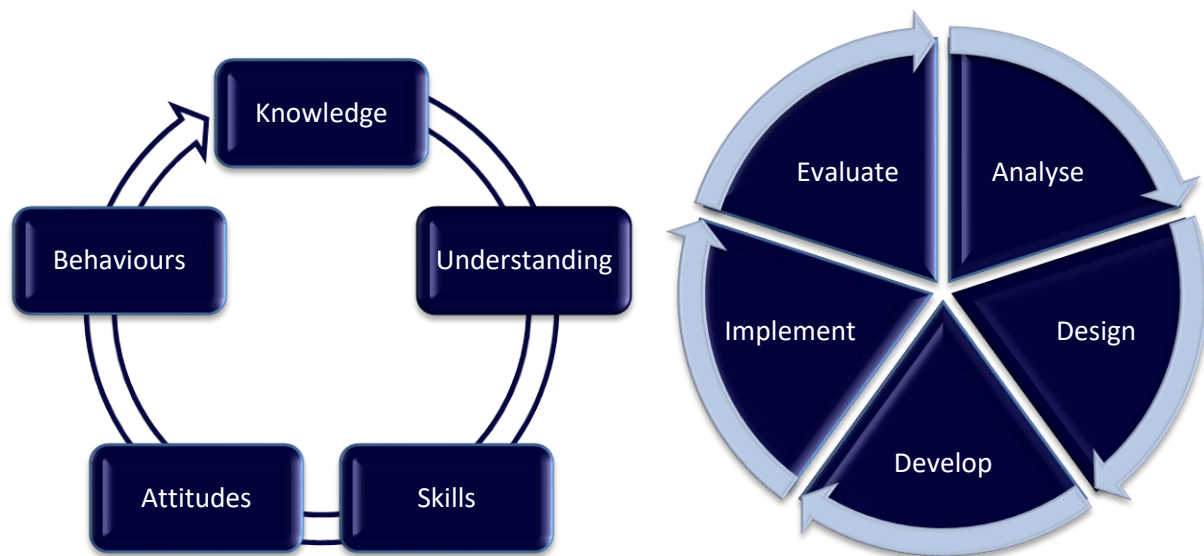 Knowledge
Understanding
Skills
Attitudes
Behaviours
Analyse
Design
Develop
Implement
Evaluate